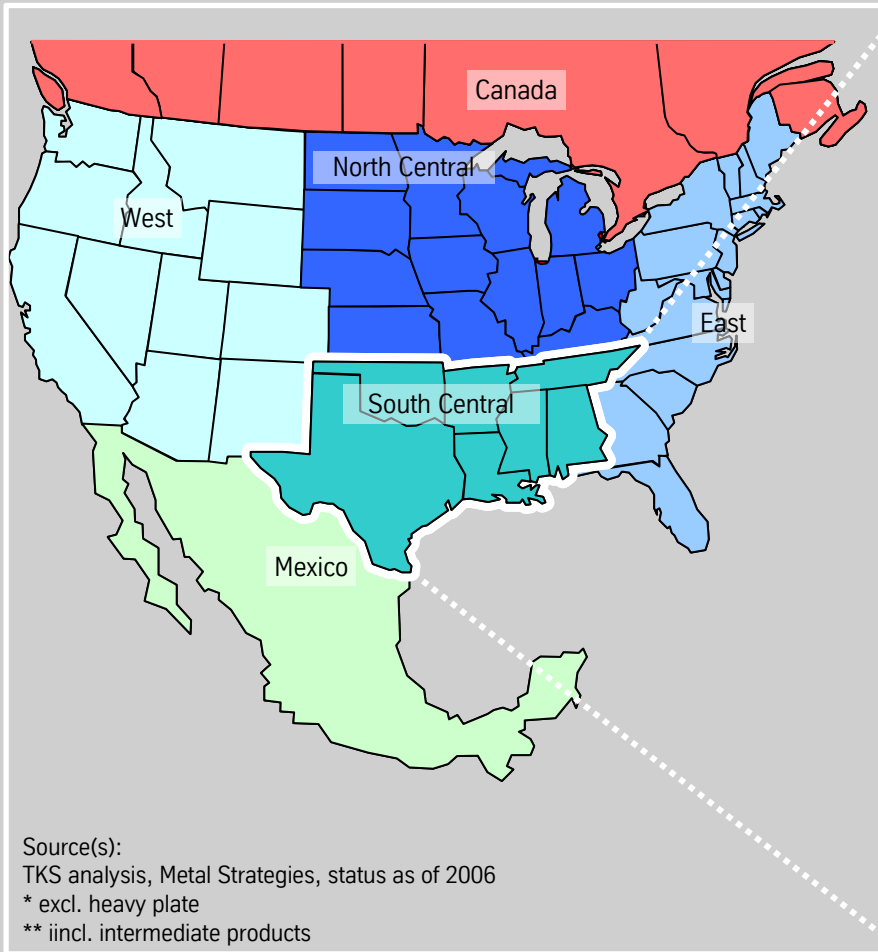 Canada
North Central
West
East
South Central
Mexico
Source(s):
TKS analysis, Metal Strategies, status as of 2006
* excl. heavy plate
** iincl. intermediate products